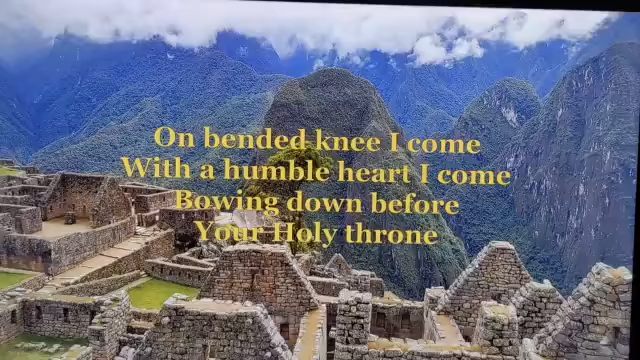 On bended knee I come
With a humble heart I come
Bowing down before
Your Holy throne